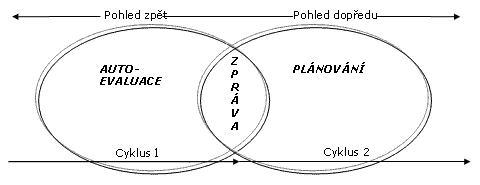 Pohled zpět
Pohled dopředu
AUTO-
EVALUACE
Z
P
R
Á
V
A
PLÁNOVÁNÍ
Cyklus 1
Cyklus 2